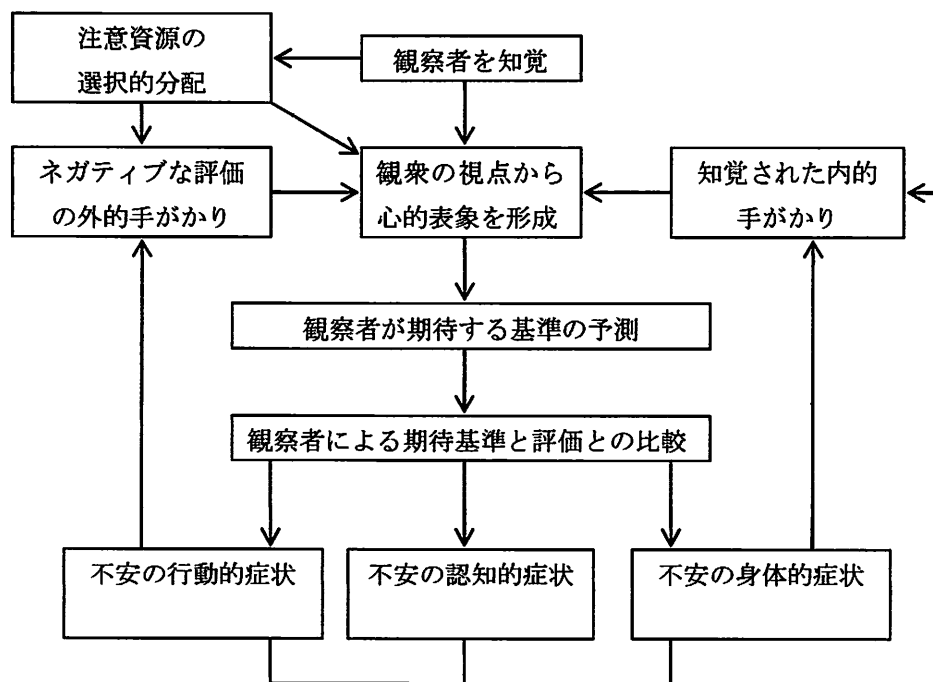 注意資源の
選択的分配
観察者を知覚
ネガティブな評価
の外的手がかり
観衆の視点から
心的表象を形成
知覚された内的
手がかり
観察者が期待する基準の予測
観察者による期待基準と評価との比較
不安の行動的症状
不安の認知的症状
不安の身体的症状